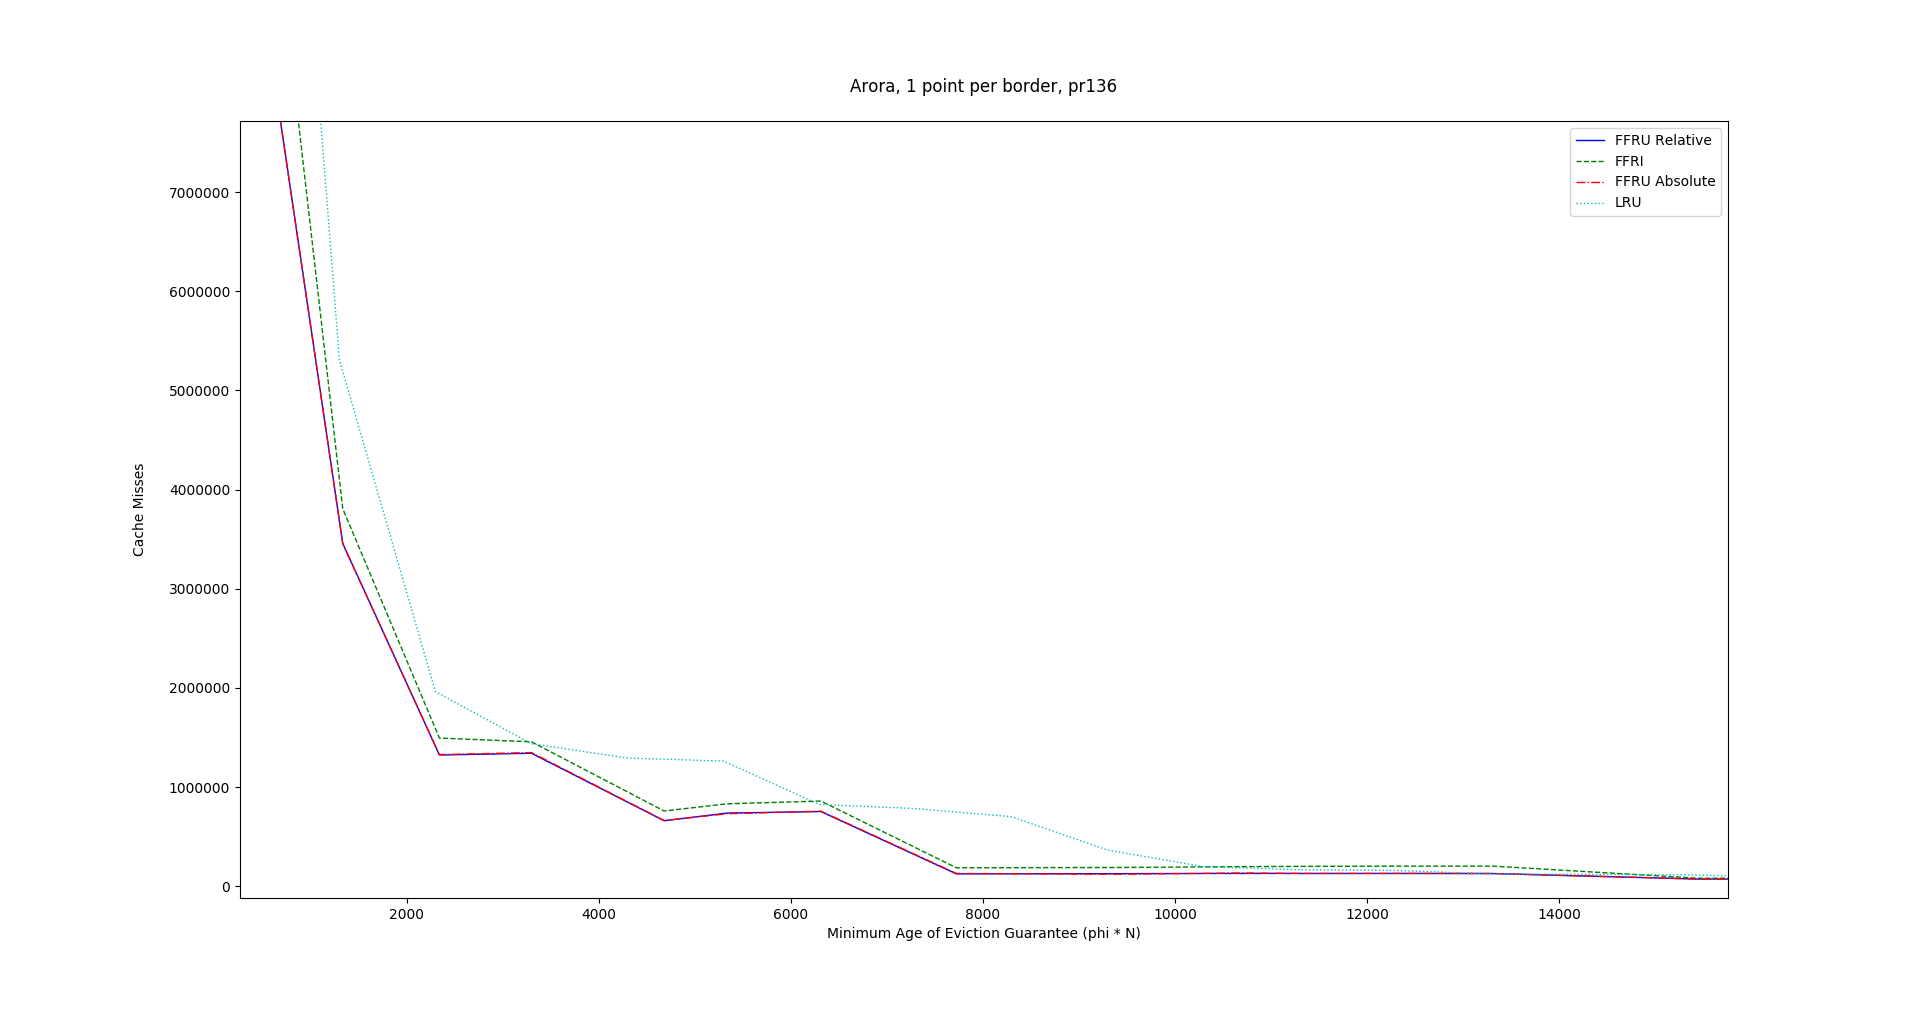 Arora, 1 point per border, pr136
FFRU Relative
FFRI
FFRU Absolute
LRU
7000000
6000000
5000000
4000000
3000000
2000000
1000000
0
Cache Misses
2000 4000 6000 8000 10000 12000 14000
Minimum Age of Eviction Guarantee (phi * N)